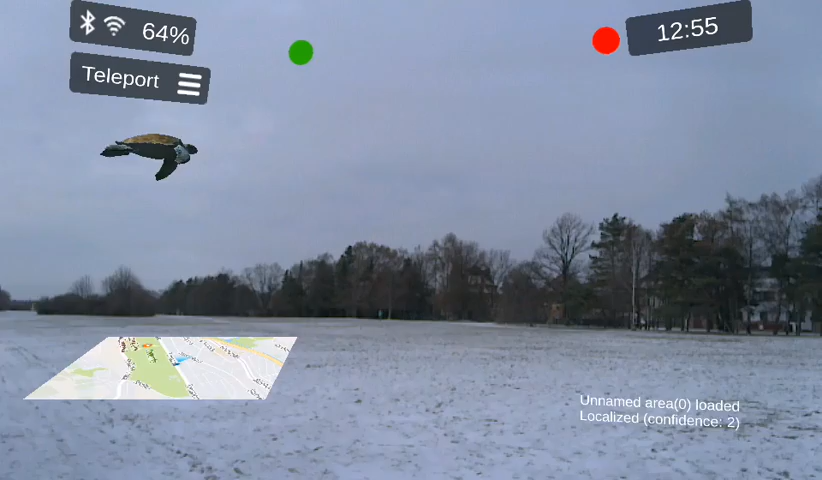 64%
12:55
Teleport
Unnamed area(0) loaded
Localized (confidence: 2)